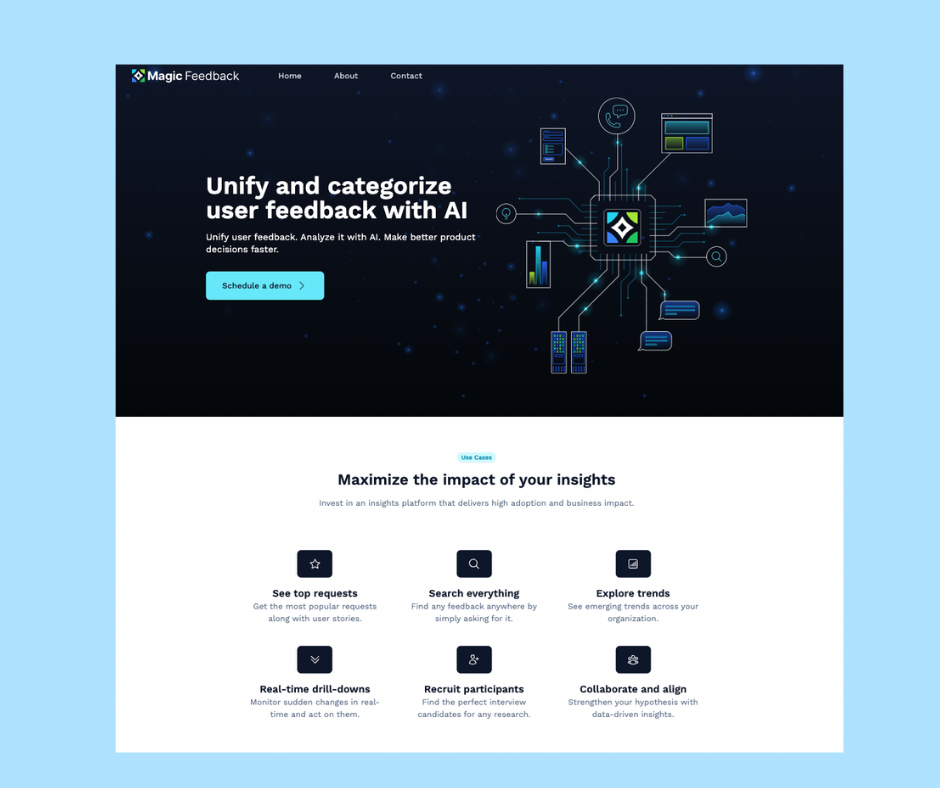 Magic Feedback
Home
About
Contact
Unify and categorize
user feedback with AI
Unify user feedback. Analyze it with AI. Make better product
decisions faster.
Schedule a demo
Use Cases
Maximize the impact of your insights
Invest in an insights platform that delivers high adoption and business impact.
See top requests
Get the most popular requests
along with user stories.
Search everything
Find any feedback anywhere by
simply asking for it.
Explore trends
See emerging trends across your
organization.
Real-time drill-downs
Monitor sudden changes in real-
time and act on them.
Recruit participants
Find the perfect interview
candidates for any research.
Collaborate and align
Strengthen your hypothesis with
data-driven insights.